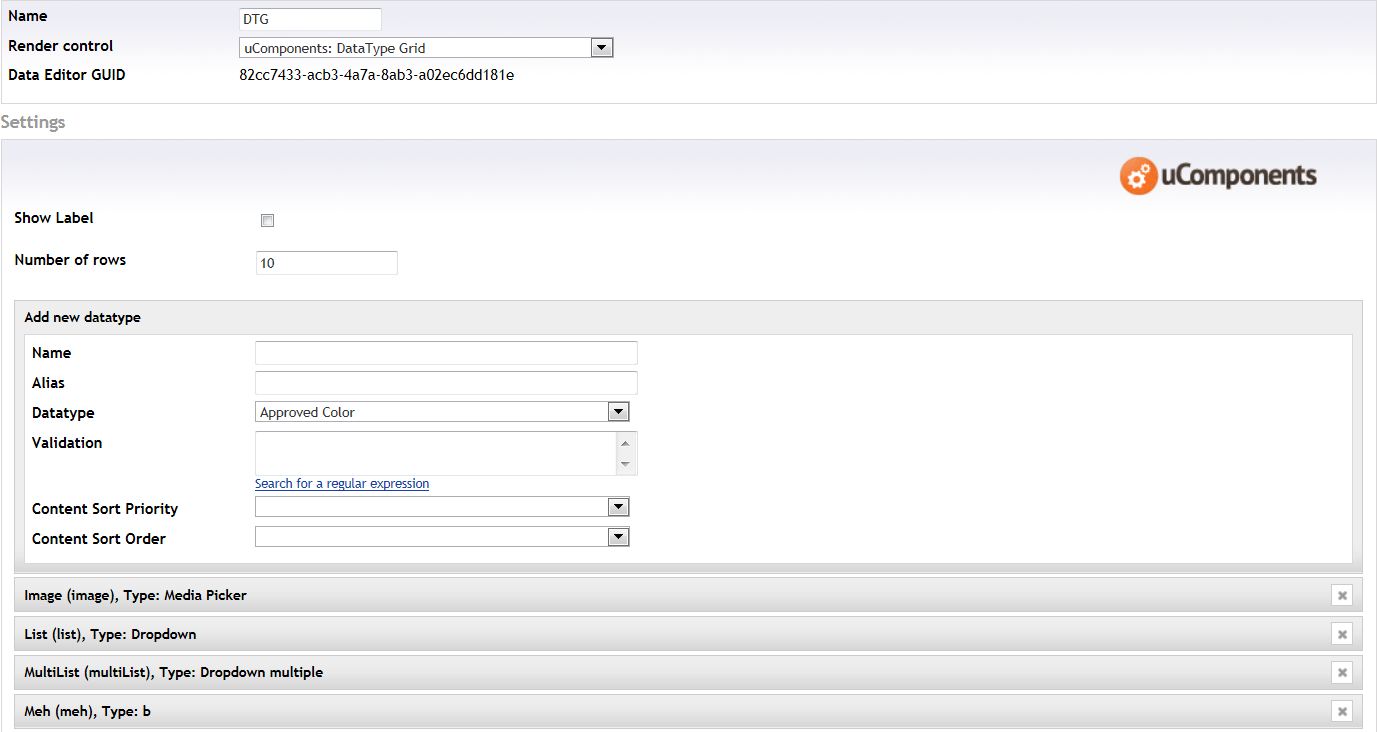 Name DTG
Render control uComponents: DataType Grid
Data Editor GUID 82cc7433-acb3-4a7a-8ab3-a02ec6dd181e
Settings
uComponents
Show Label
Number of rows 10
Add new datatype
Name
Alias
Datatype Approved Color
Validation
Search for a regular expression
Content Sort Priority
Content Sort Order
Image (image), Type: Media Picker
List (list), Type: Dropdown
MultiList (multiList), Type: Dropdown multiple
Meh (meh), Type: b